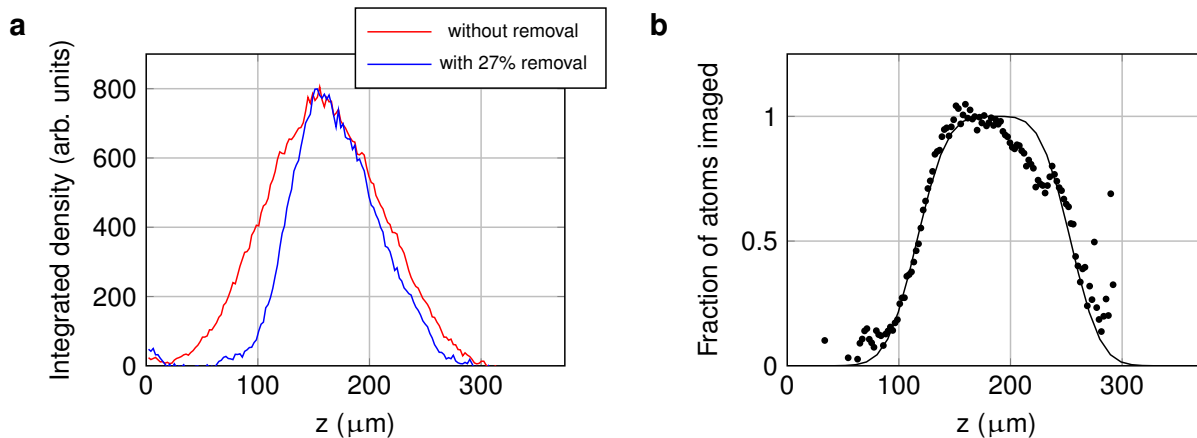 a
without removal
with 27% removal
Integrated density (arb. units)
800
600
400
200
0
0 100 200 300
z (μm)
b
Fraction of atoms imaged
1
0.5
0
0 100 200 300
z (μm)